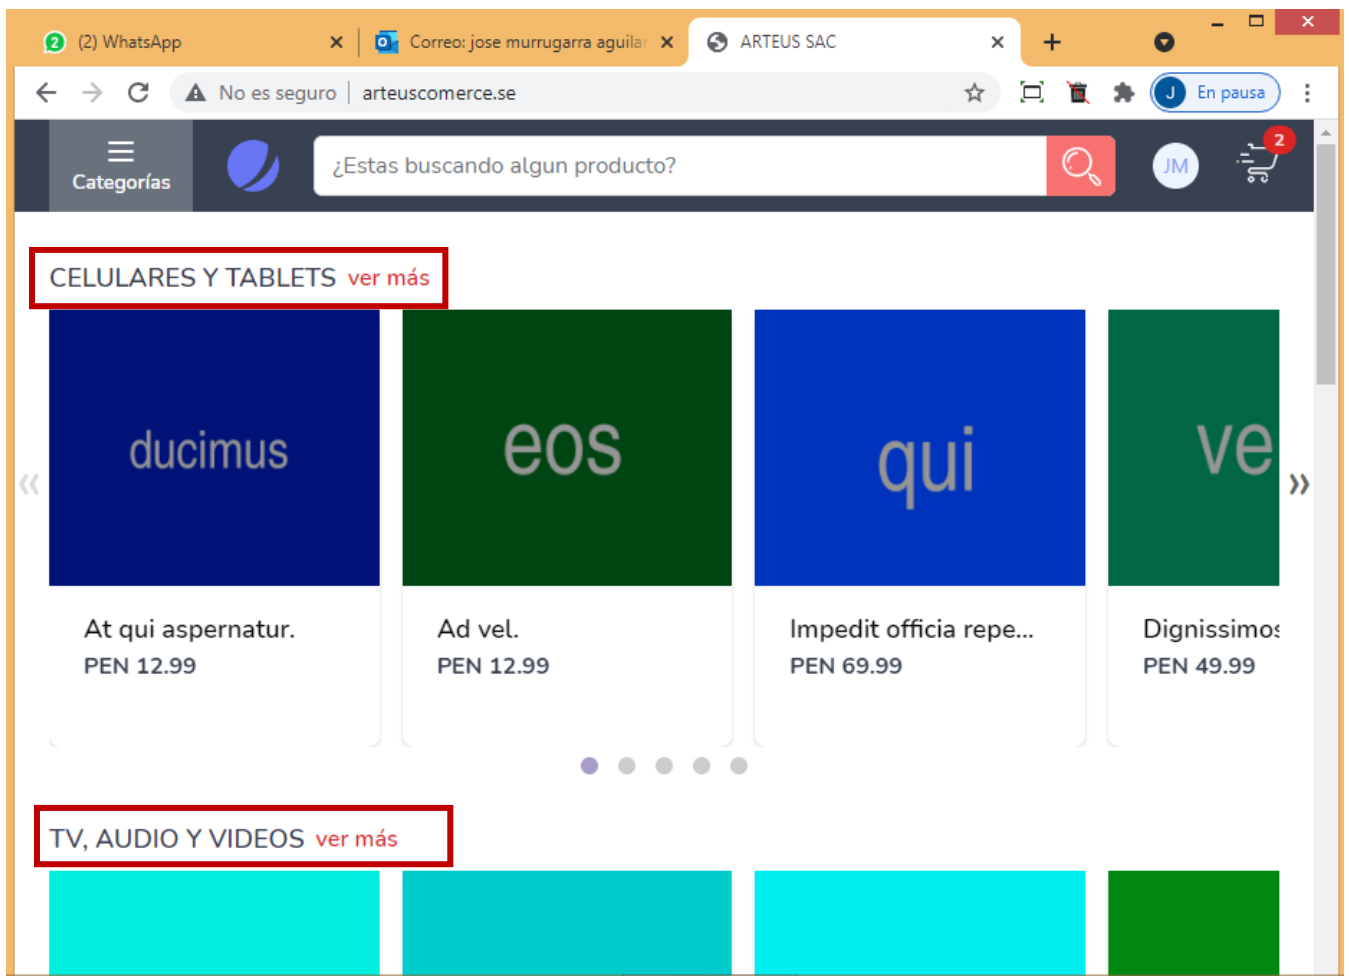 2 (2) WhatsApp
Correo: jose murrugarra aguilar
ARTEUS SAC
No es seguro
arteuscomerce.se
J En pausa
Categorías
¿Estas buscando algun producto?
JM
2
CELULARES Y TABLETS ver más
ducimus
eos
qui
ve
«
»
At qui aspernatur.
PEN 12.99
Ad vel.
PEN 12.99
Impedit officia repe...
PEN 69.99
Dignissimos
PEN 49.99
TV, AUDIO Y VIDEOS ver más